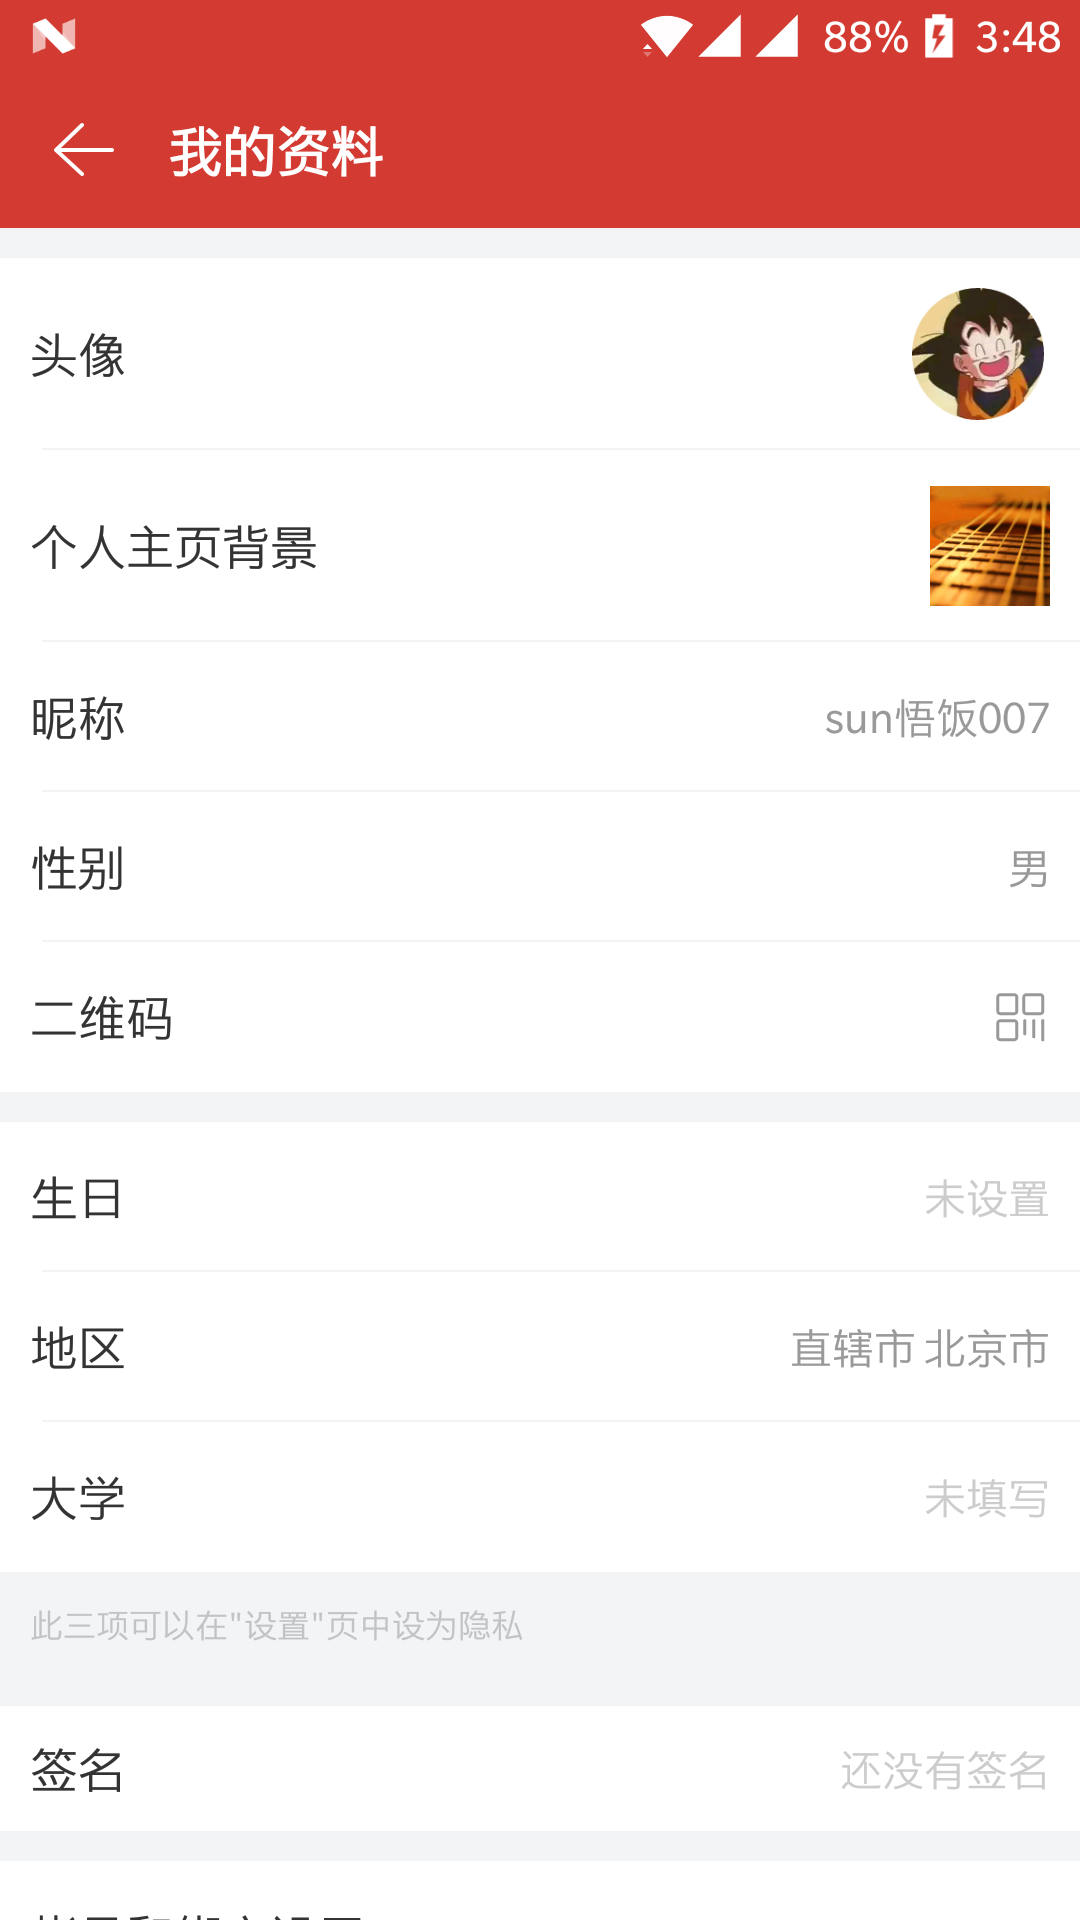 88% 3:48
我的资料
头像
个人主页背景
昵称 sun悟饭007
性别 男
二维码
生日 未设置
地区 直辖市 北京市
大学 未填写
此三项可以在"设置"页中设为隐私
签名 还没有签名